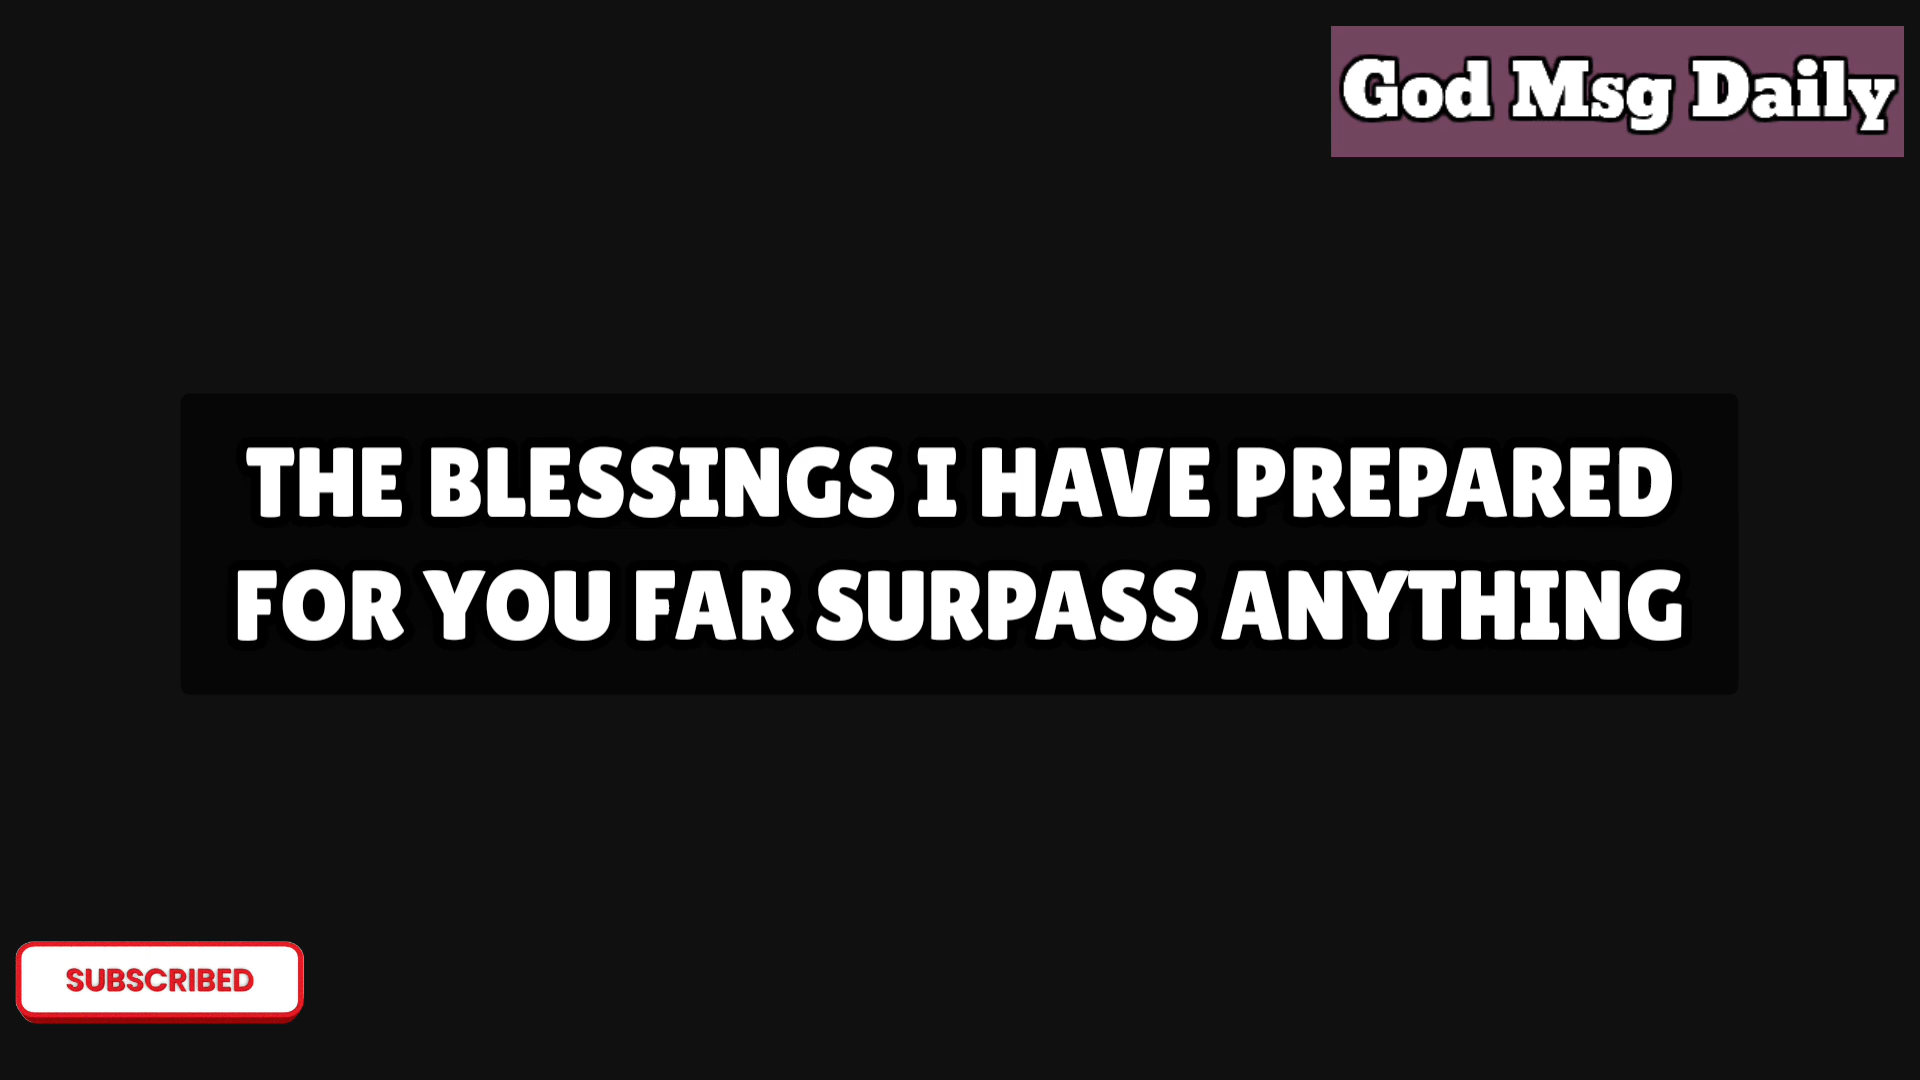 God Msg Daily
THE BLESSINGS I HAVE PREPARED
FOR YOU FAR SURPASS ANYTHING
SUBSCRIBED